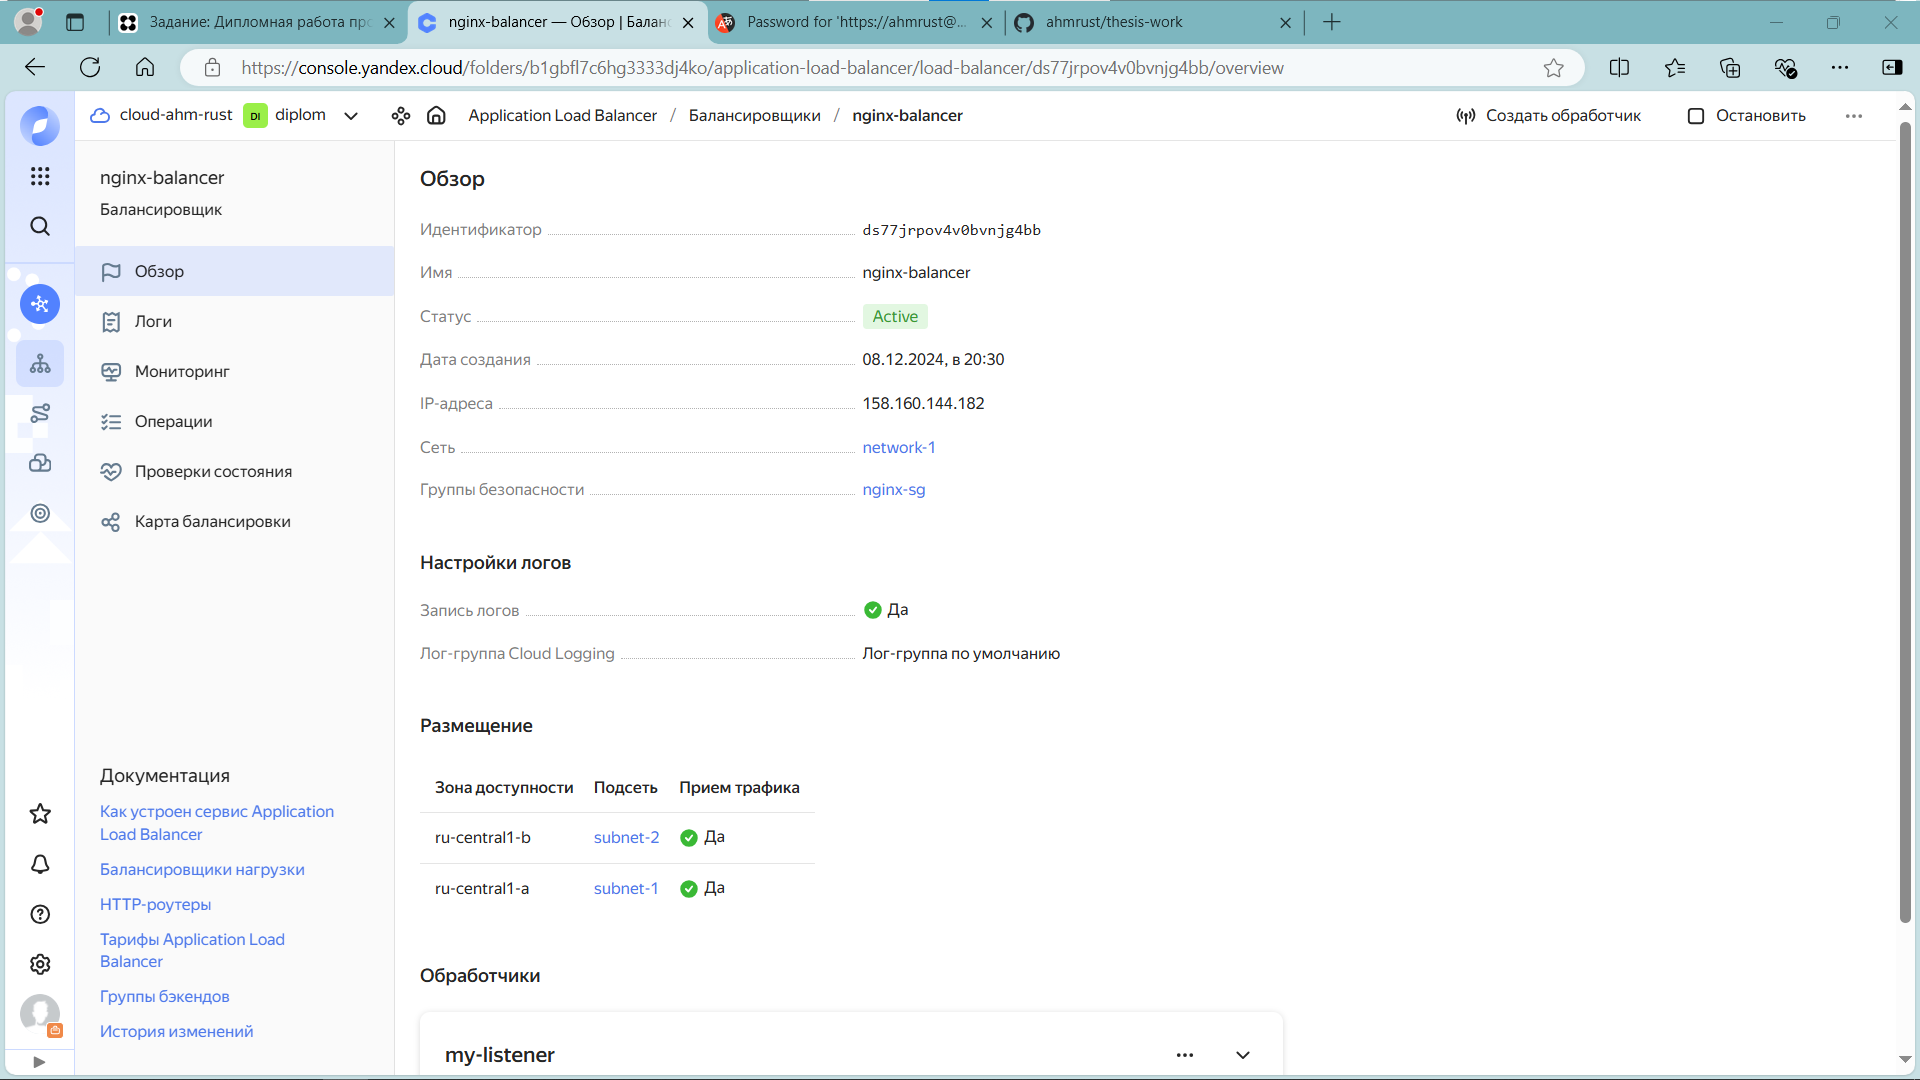 Задание: Дипломная работа про
nginx-balancer — Обзор | Балан
Password for 'https://ahmrust@...
ahmrust/thesis-work
https://console.yandex.cloud/folders/b1gbfl7c6hg3333dj4ko/application-load-balancer/load-balancer/ds77jrpov4v0bvnjg4bb/overview
cloud-ahm-rust DI diplom
Application Load Balancer / Балансировщики / nginx-balancer
Создать обработчик
Остановить
nginx-balancer
Балансировщик
Обзор
Логи
Мониторинг
Операции
Проверки состояния
Карта балансировки
Документация
Как устроен сервис Application
Load Balancer
Балансировщики нагрузки
HTTP-роутеры
Тарифы Application Load
Balancer
Группы бэкендов
История изменений
Обзор
Идентификатор ds77jrpov4v0bvnjg4bb
Имя nginx-balancer
Статус Active
Дата создания 08.12.2024, в 20:30
IP-адреса 158.160.144.182
Сеть network-1
Группы безопасности nginx-sg
Настройки логов
Запись логов Да
Лог-группа Cloud Logging Лог-группа по умолчанию
Размещение
Зона доступности Подсеть Прием трафика
ru-central1-b subnet-2 Да
ru-central1-a subnet-1 Да
Обработчики
my-listener